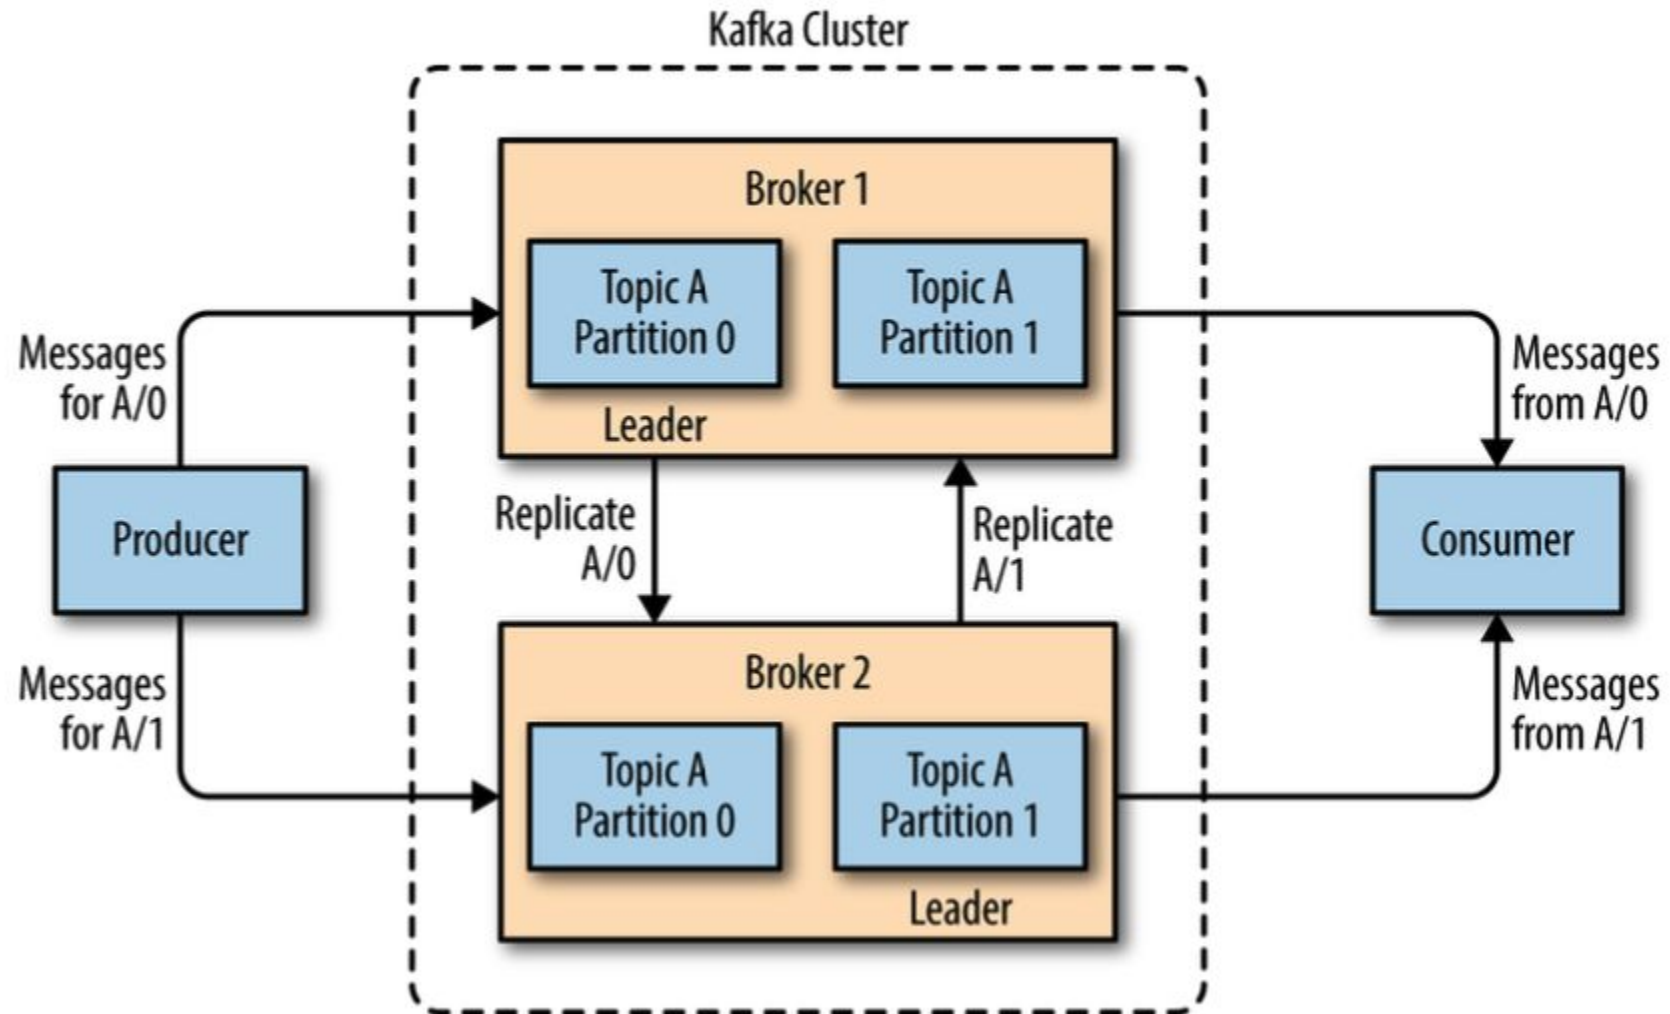 Kafka Cluster
Broker 1
Topic A
Partition 0
Topic A
Partition 1
Leader
Messages
for A/0
Messages
from A/0
Producer
Replicate
A/0
Replicate
A/1
Consumer
Messages
for A/1
Messages
from A/1
Broker 2
Topic A
Partition 0
Topic A
Partition 1
Leader